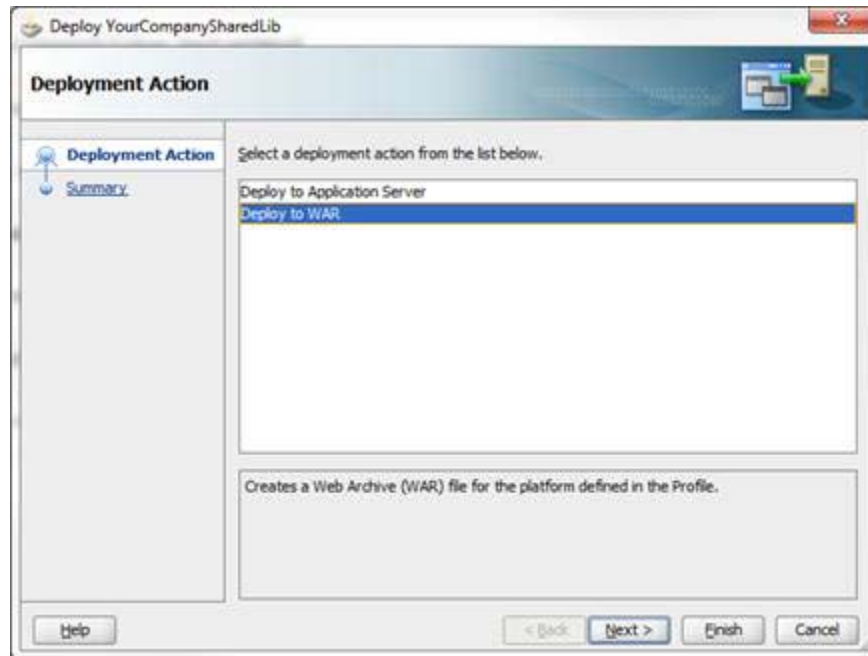 Deploy YourCompanySharedLib
Deployment Action
Deployment Action
Summary
Select a deployment action from the list below.
Deploy to Application Server
Deploy to WAR
Creates a Web Archive (WAR) file for the platform defined in the Profile.
Help
< Back
Next >
Finish
Cancel